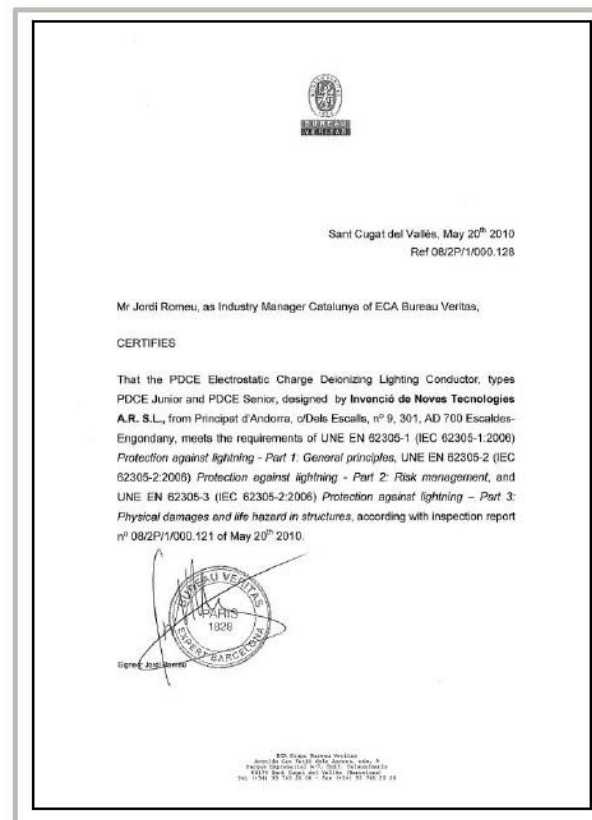 BUREAU
VERITAS
Sant Cugat del Vallès, May 20th 2010
Ref 08/2P/1/000.128
Mr Jordi Romeu, as Industry Manager Catalunya of ECA Bureau Veritas,
CERTIFIES
That the PDCE Electrostatic Charge Deionizing Lighting Conductor, types
PDCE Junior and PDCE Senior, designed by Invenció de Noves Tecnologies
A.R. S.L., from Principat d'Andorra, c/Dels Escalls, nº 9, 301, AD 700 Escaldes-
Engondany, meets the requirements of UNE EN 62305-1 (IEC 62305-1:2006)
Protection against lightning - Part 1: General principles, UNE EN 62305-2 (IEC
62305-2:2006) Protection against lightning - Part 2: Risk management, and
UNE EN 62305-3 (IEC 62305-2:2006) Protection against lightning – Part 3:
Physical damages and life hazard in structures, according with inspection report
nº 08/2P/1/000.121 of May 20th 2010.
BUREAU VERITAS
PARIS
1828
EXPERT BARCELONA
Signed: Jordi Romeu
ECA Grupo Bureau Veritas